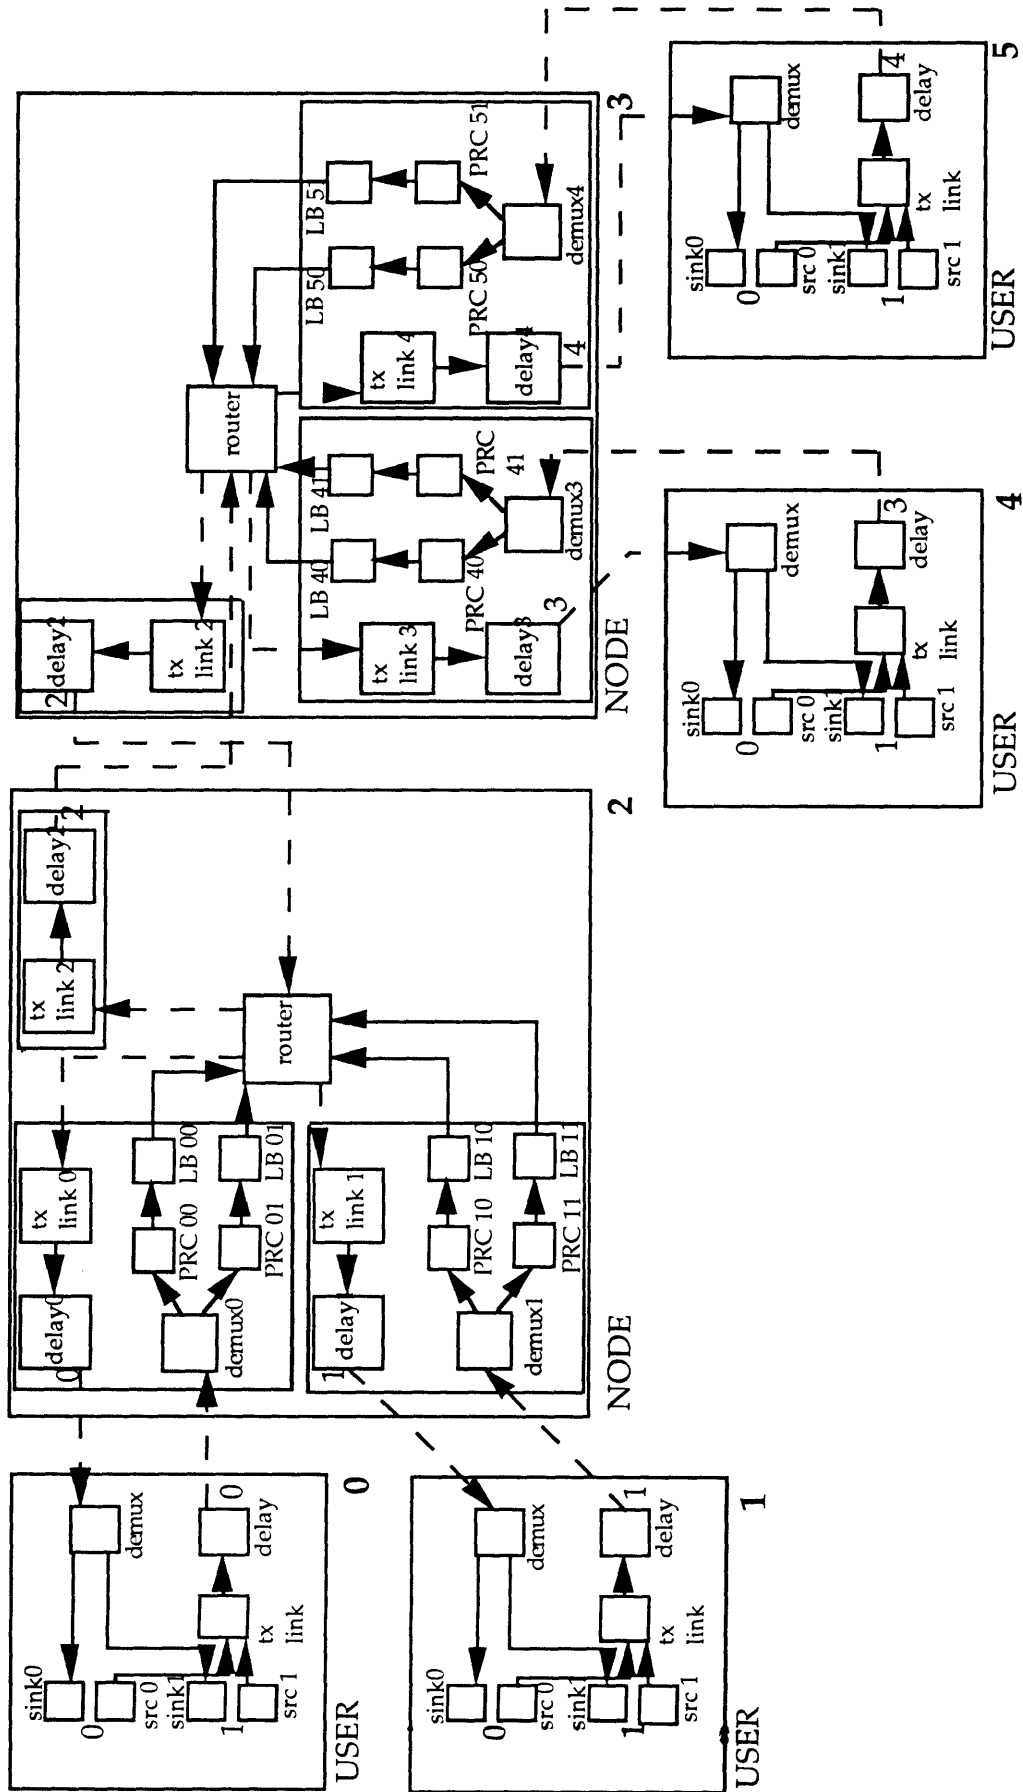 sink0
0
src 0
sink1
1
src 1
tx
link
delay
0
demux
USER
0
sink0
0
src 0
sink1
1
src 1
tx
link
delay
1
demux
USER
1
delay0
0
tx
link 0
PRC 00
LB 00
PRC 01
LB 01
demux0
delay1
1
tx
link 1
PRC 10
LB 10
PRC 11
LB 11
demux1
router
tx
link 2
delay2
2
NODE
2
2
delay2
tx
link 2
router
tx
link 3
delay3
3
LB 40
LB 41
PRC 40
PRC
41
demux3
tx
link 4
delay4
4
LB 50
LB 51
PRC 50
PRC 51
demux4
NODE
3
sink0
0
src 0
sink1
1
src 1
tx
link
delay
3
demux
USER
4
sink0
0
src 0
sink1
1
src 1
tx
link
delay
4
demux
USER
5